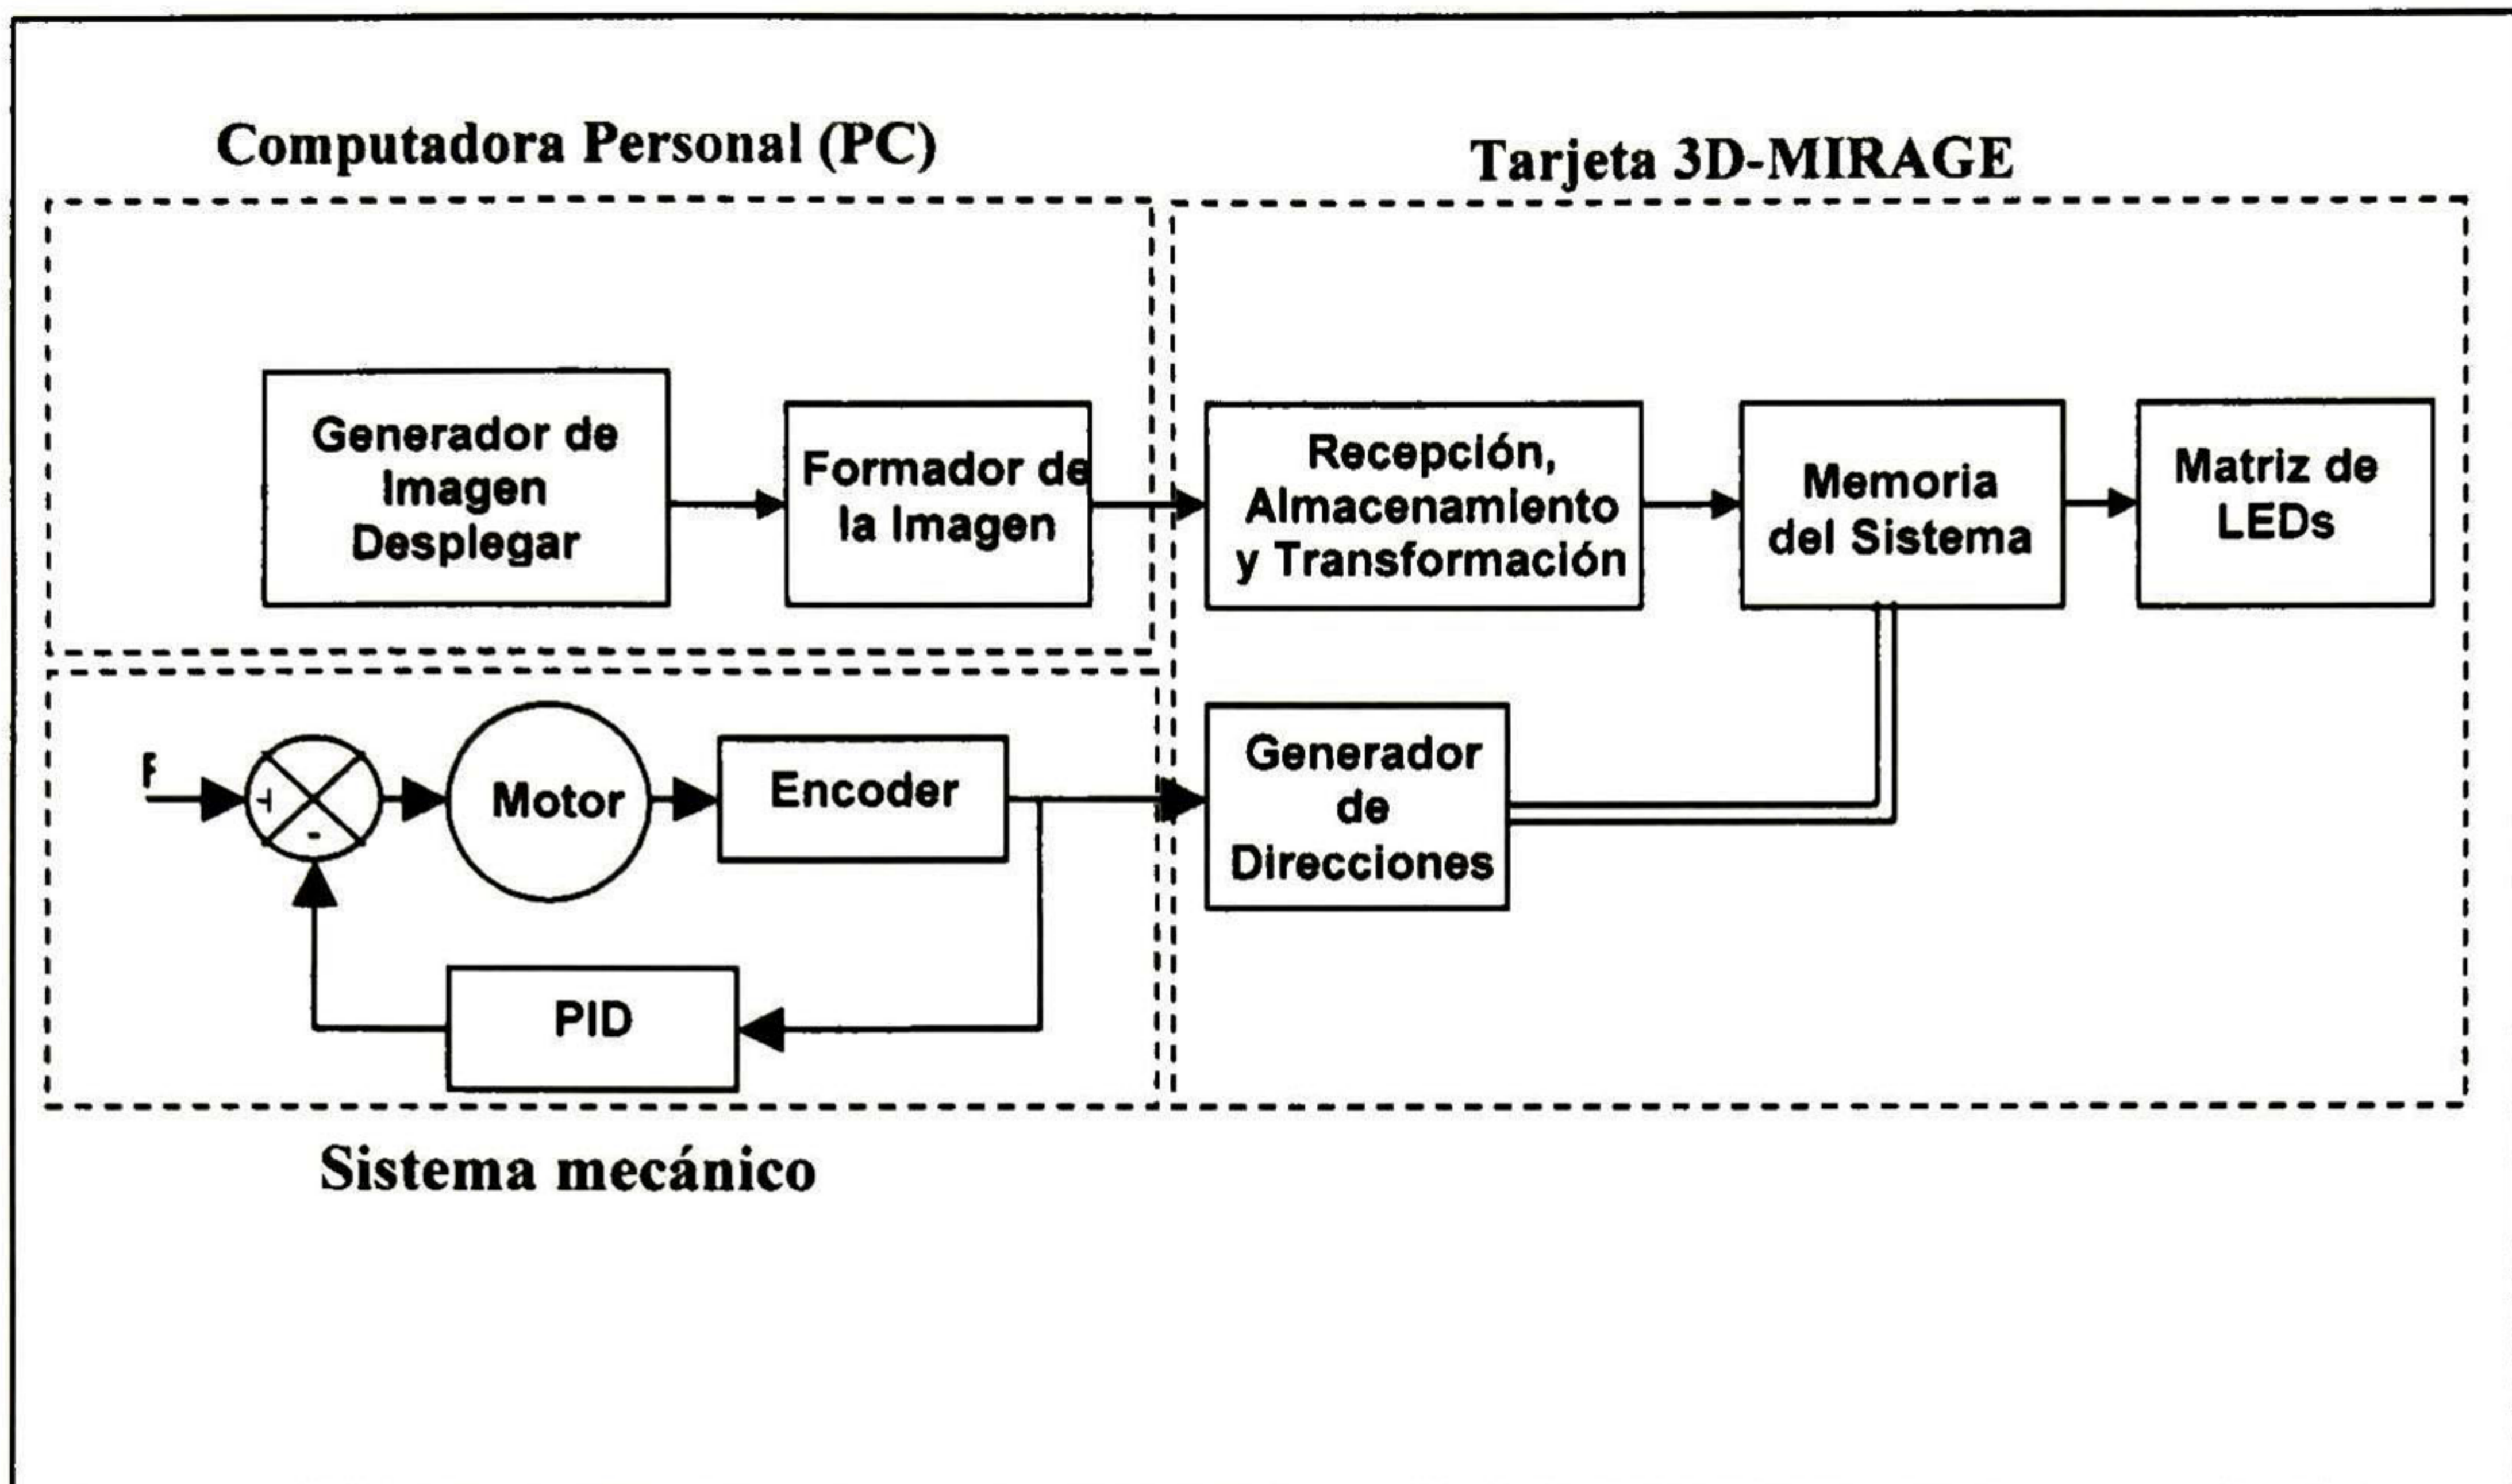 Computadora Personal (PC)
Tarjeta 3D-MIRAGE
Generador de
Imagen
Desplegar
Formador de
la Imagen
Recepción,
Almacenamiento
y Transformación
Memoria
del Sistema
Matriz de
LEDs
Motor
Encoder
Generador
de
Direcciones
-
PID
Sistema mecánico